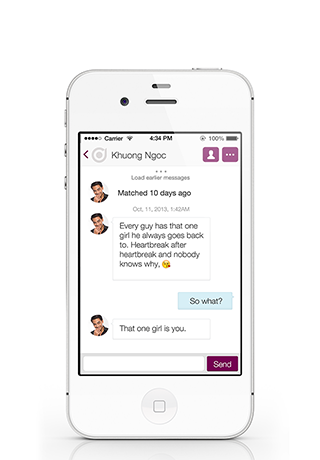 Carrier 4:34 PM 100%
Khuong Ngoc
Load earlier messages
Matched 10 days ago
Oct, 11, 2013, 1:42AM
Every guy has that one
girl he always goes back
to. Heartbreak after
heartbreak and nobody
knows why. 😘
So what?
That one girl is you.
Send